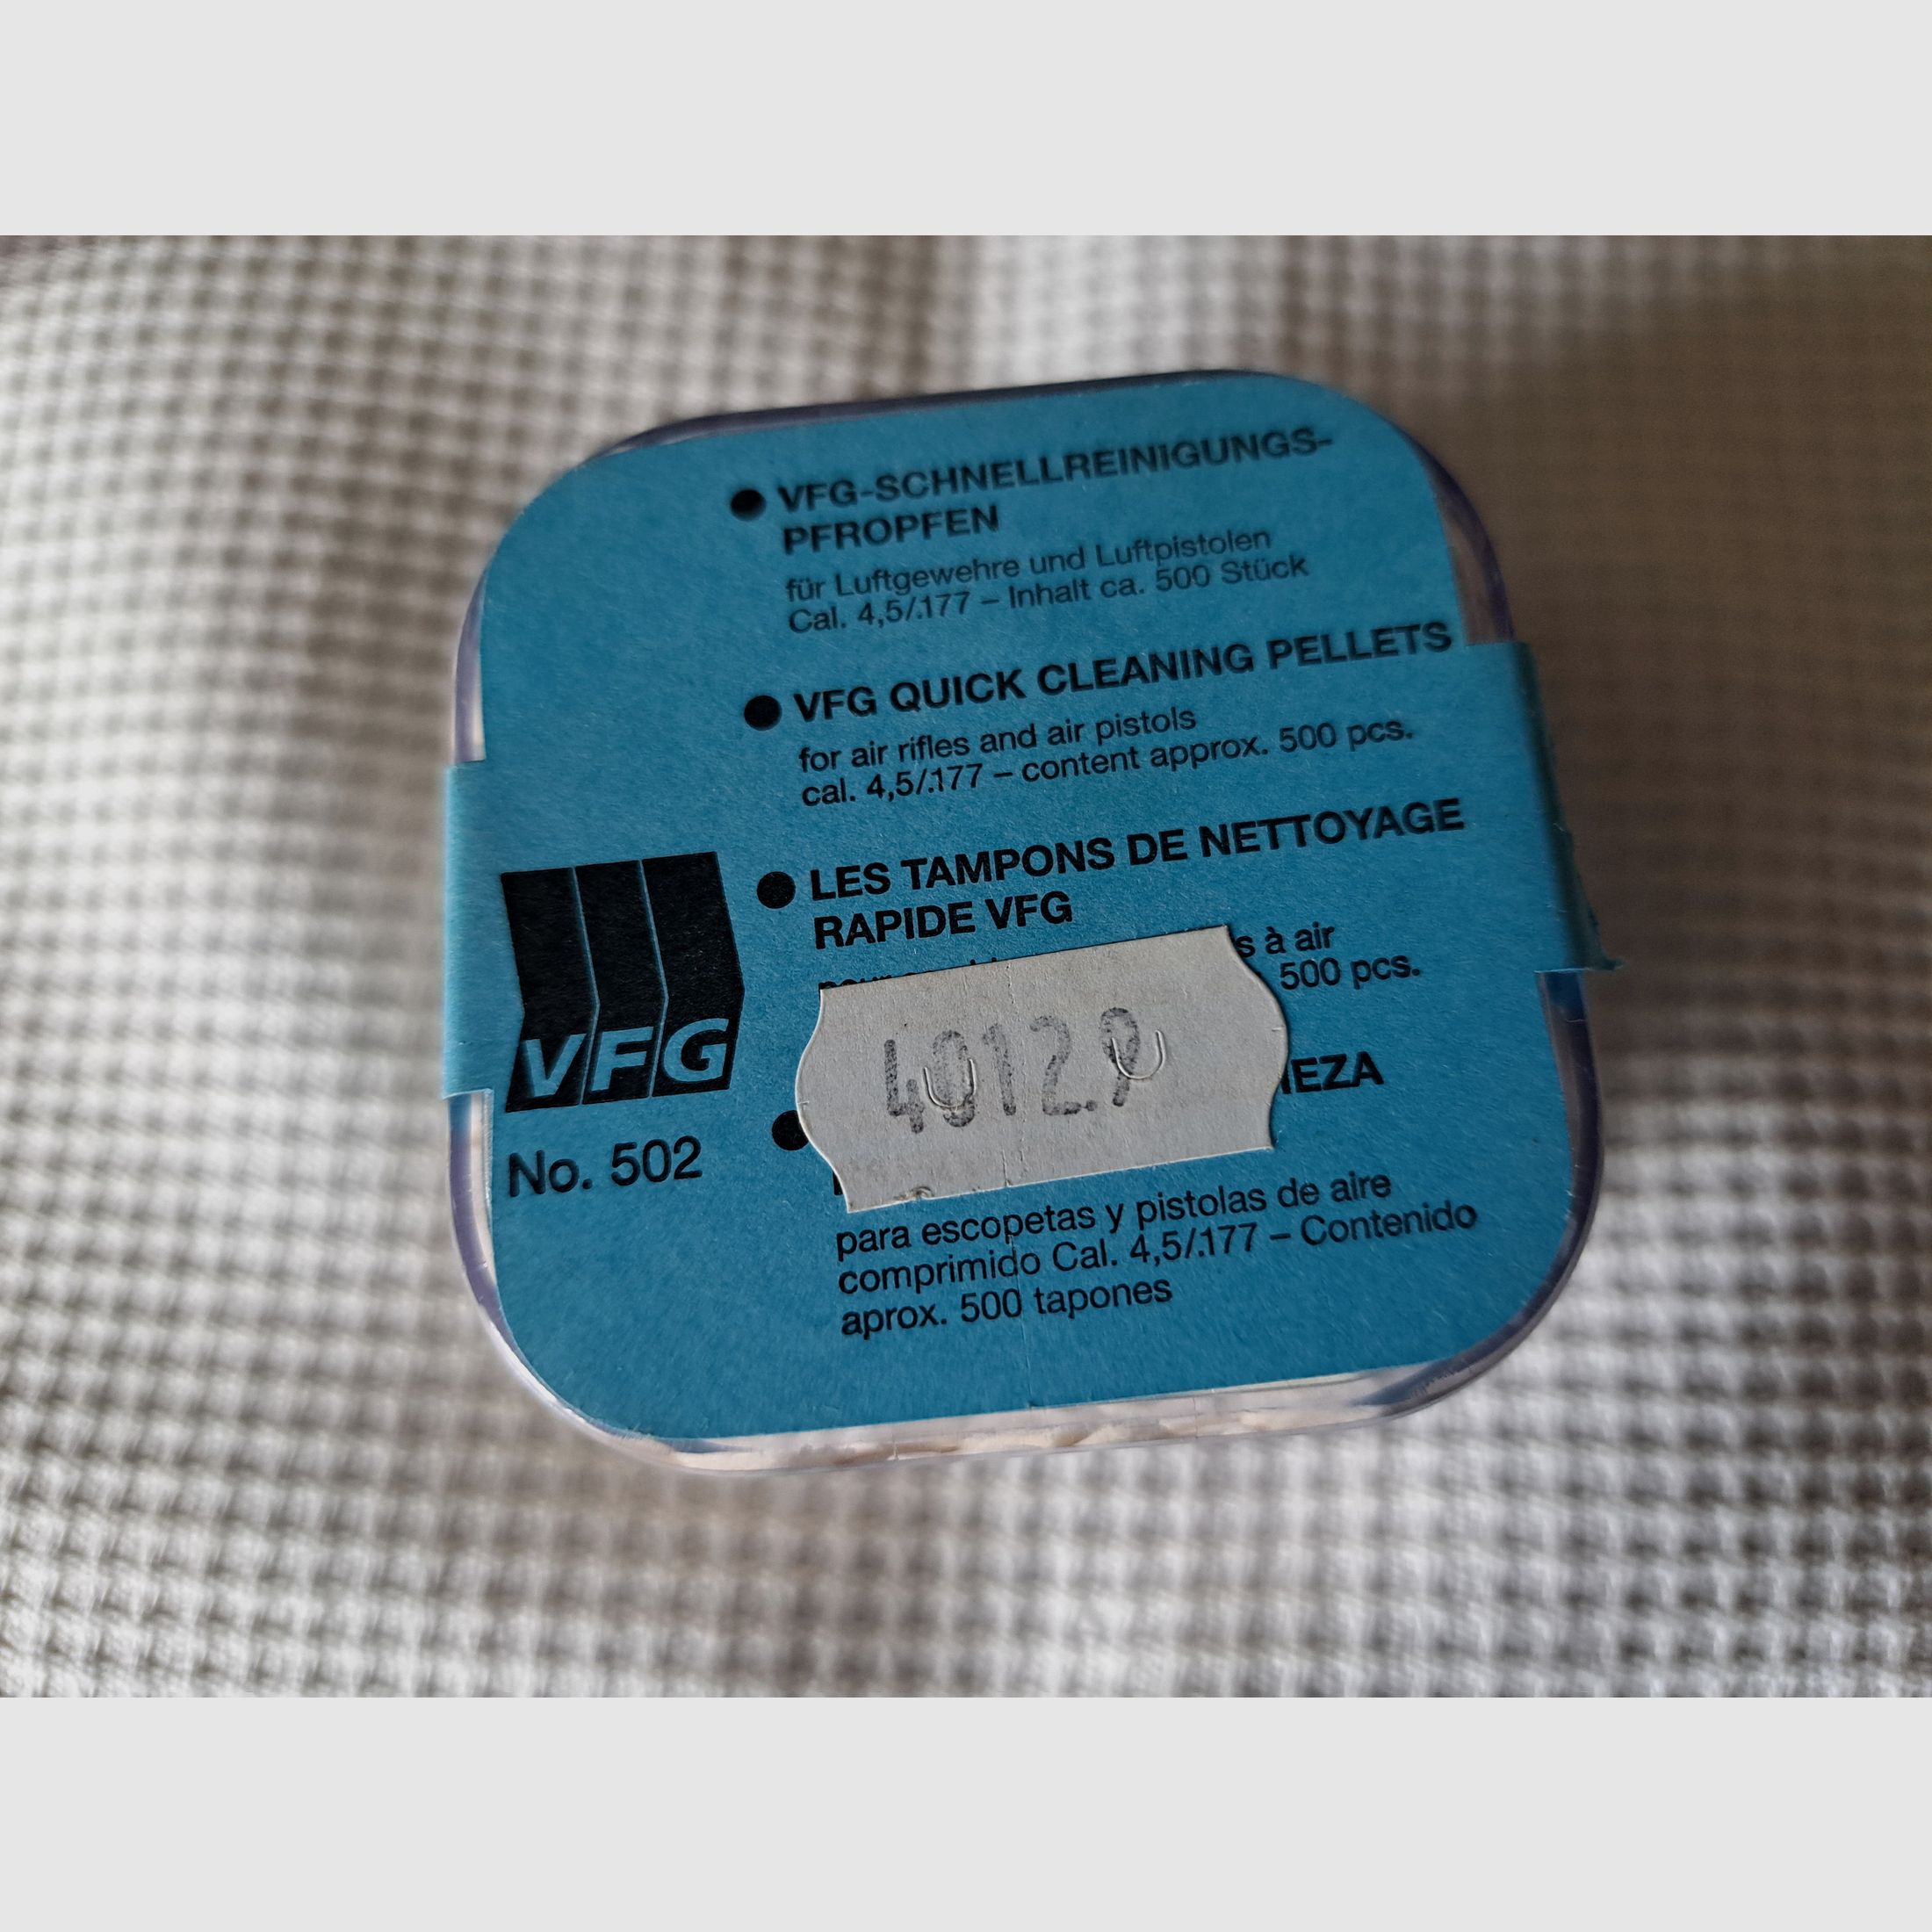 VFG-SCHNELLREINIGUNGS-
PFROPFEN
für Luftgewehre und Luftpistolen
Cal. 4,5/.177 – Inhalt ca. 500 Stück
VFG QUICK CLEANING PELLETS
for air rifles and air pistols
cal. 4,5/.177 – content approx. 500 pcs.
LES TAMPONS DE NETTOYAGE
RAPIDE VFG
à air
500 pcs.
para escopetas y pistolas de aire
comprimido Cal. 4,5/.177 – Contenido
aprox. 500 tapones
VFG
No. 502